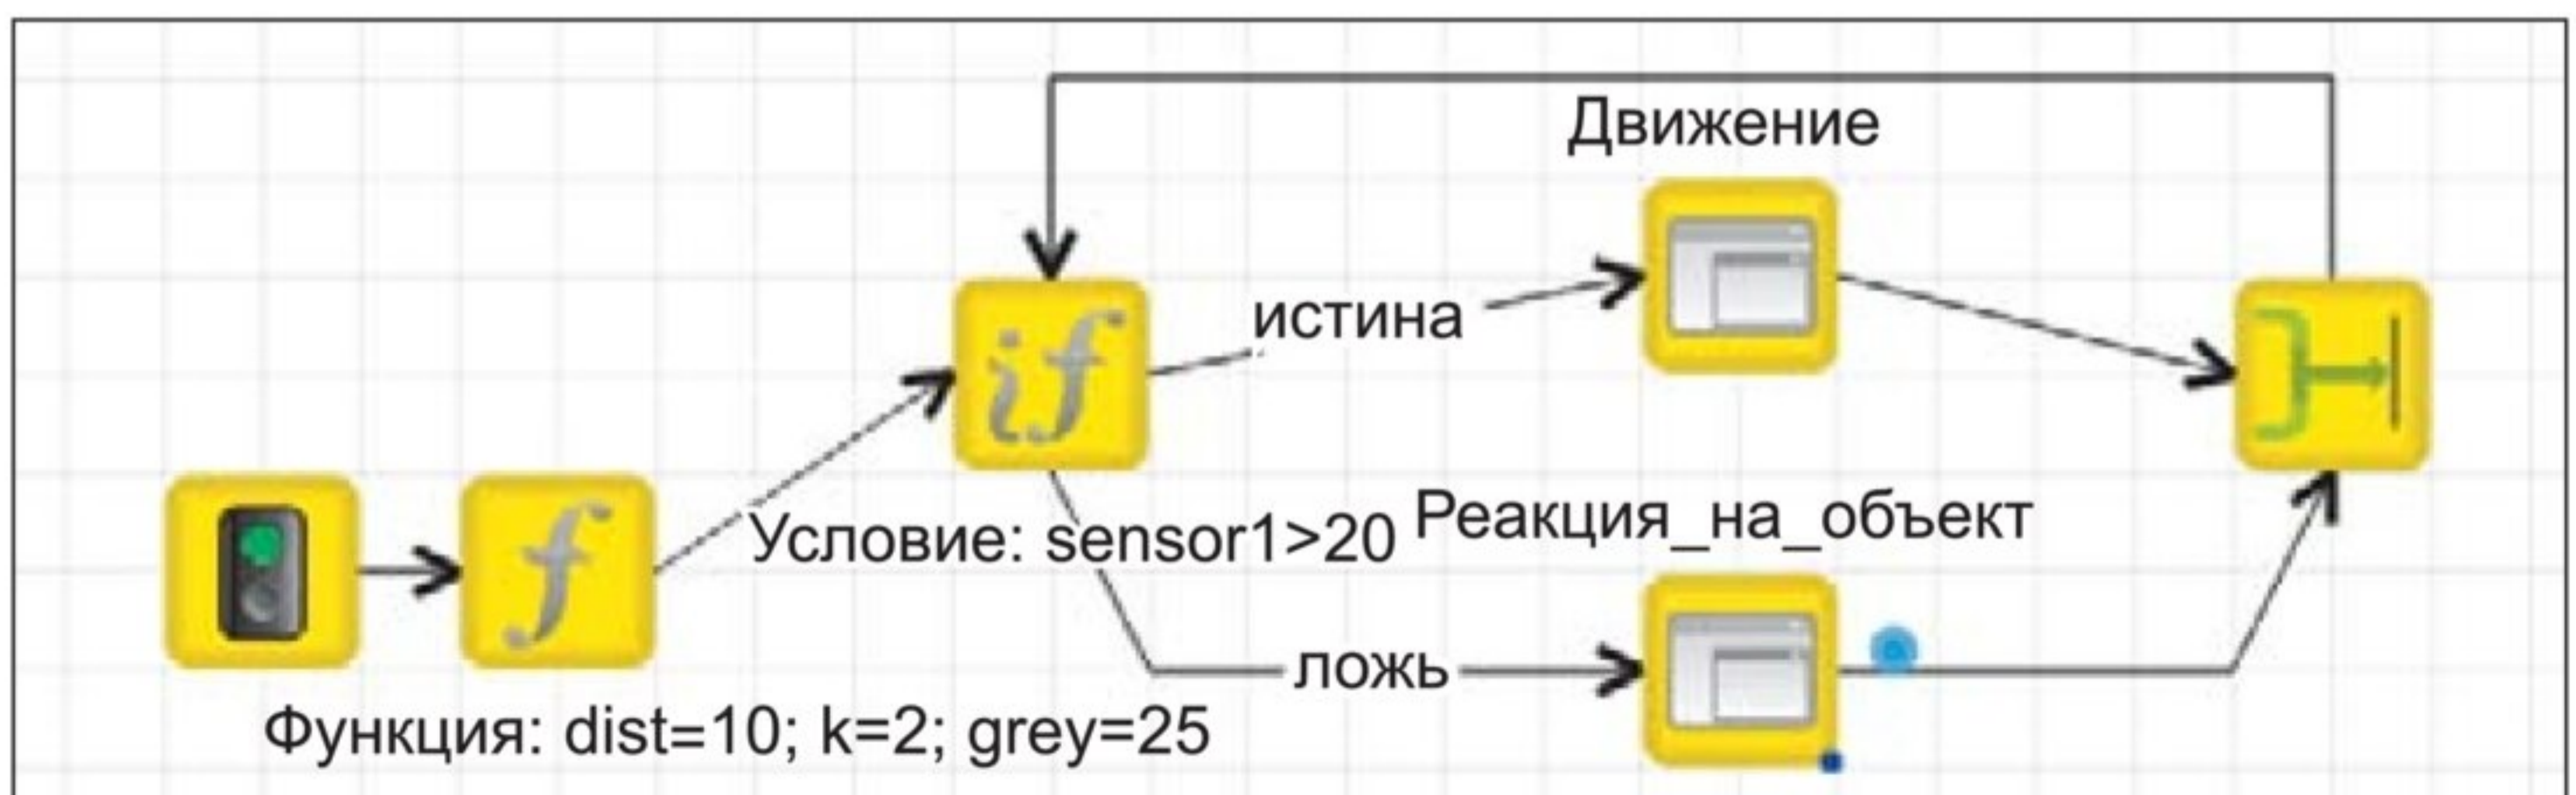 Движение
истина
Условие: sensor1>20
Реакция_на_объект
ложь
Функция: dist=10; k=2; grey=25